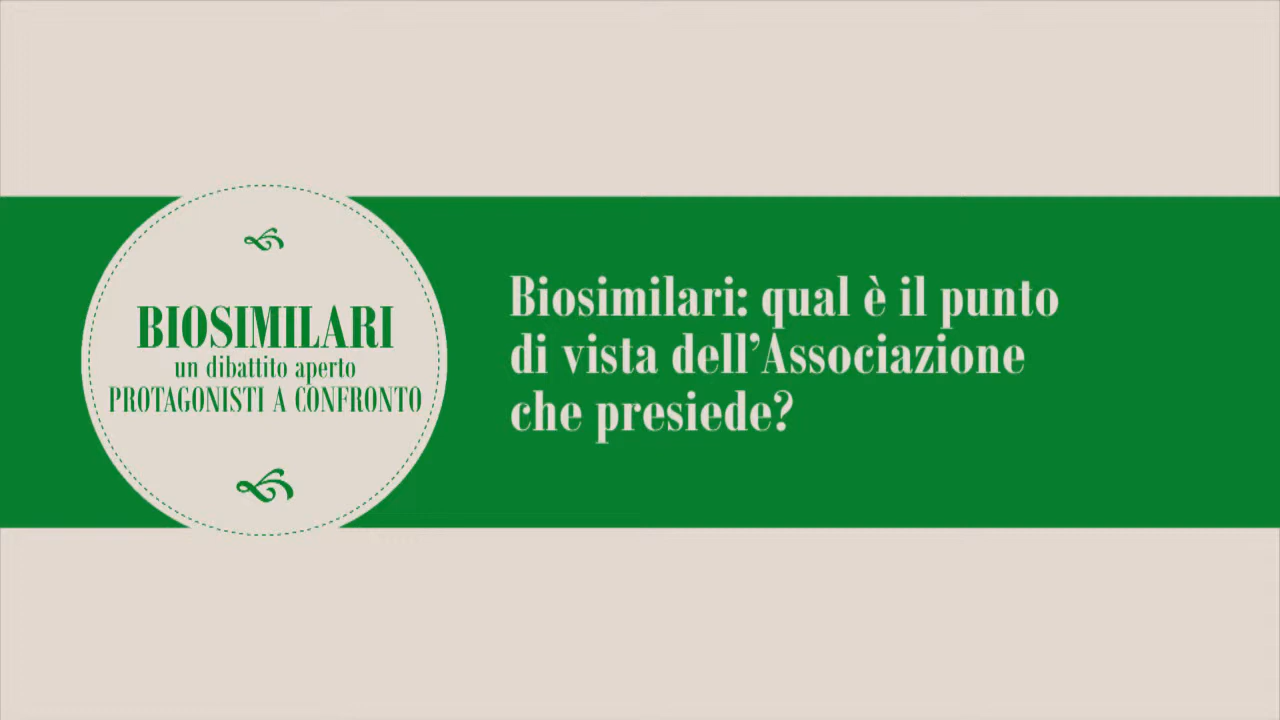 BIOSIMILARI
un dibattito aperto
PROTAGONISTI A CONFRONTO
Biosimilari: qual è il punto
di vista dell’Associazione
che presiede?